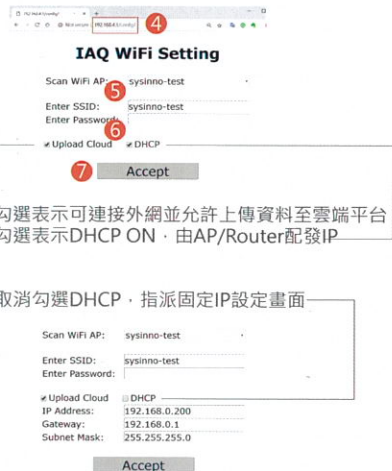 4
IAQ WiFi Setting
Scan WiFi AP: sysinno-test
5
Enter SSID: sysinno-test
Enter Password:
6
Upload Cloud DHCP
7 Accept
勾選表示可連接外網並允許上傳資料至雲端平台
勾選表示DHCP ON，由AP/Router配發IP
取消勾選DHCP，指派固定IP設定畫面
Scan WiFi AP: sysinno-test
Enter SSID: sysinno-test
Enter Password:
Upload Cloud DHCP
IP Address: 192.168.0.200
Gateway: 192.168.0.1
Subnet Mask: 255.255.255.0
Accept